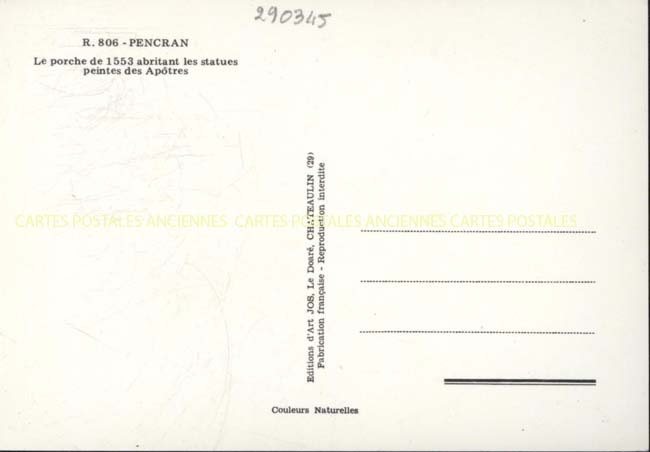 290345
R. 806 - PENCRAN
Le porche de 1553 abritant les statues
peintes des Apôtres
Editions d'Art JOS, Le Doaré, CHATEAULIN (29)
Fabrication française - Reproduction interdite
CARTES POSTALES ANCIENNES CARTES POSTALES ANCIENNES CARTES POSTALES
Couleurs Naturelles